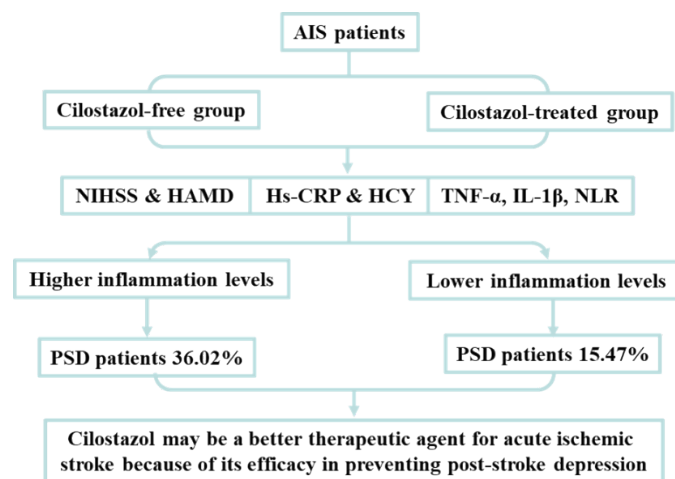 AIS patients
Cilostazol-free group
Cilostazol-treated group
NIHSS & HAMD
Hs-CRP & HCY
TNF-α, IL-1β, NLR
Higher inflammation levels
Lower inflammation levels
PSD patients 36.02%
PSD patients 15.47%
Cilostazol may be a better therapeutic agent for acute ischemic
stroke because of its efficacy in preventing post-stroke depression